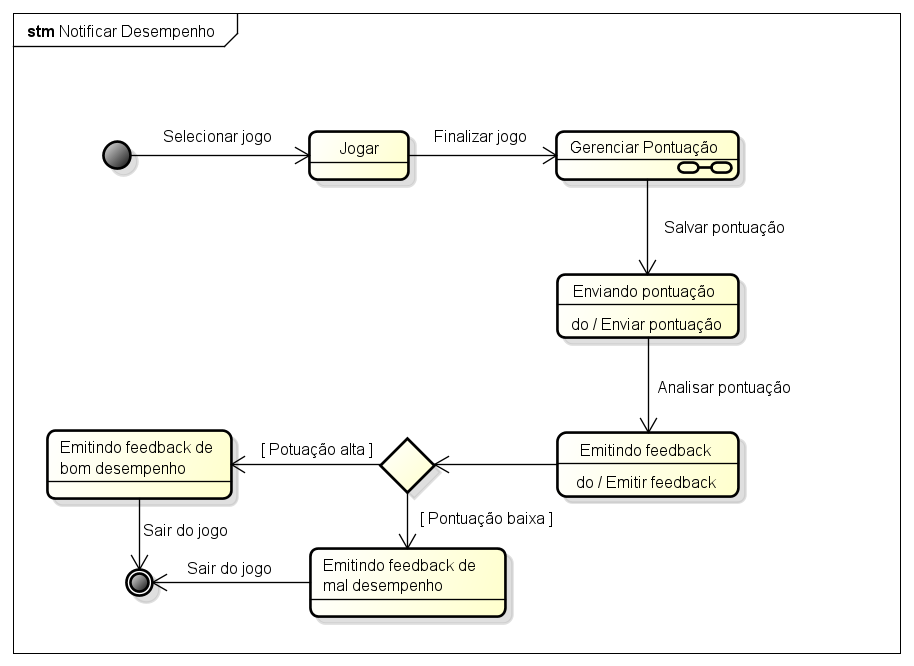 stm Notificar Desempenho
Selecionar jogo
Jogar
Finalizar jogo
Gerenciar Pontuação
Salvar pontuação
Enviando pontuação
do / Enviar pontuação
Analisar pontuação
Emitindo feedback
do / Emitir feedback
[ Potuação alta ]
Emitindo feedback de
bom desempenho
[ Pontuação baixa ]
Sair do jogo
Emitindo feedback de
mal desempenho
Sair do jogo